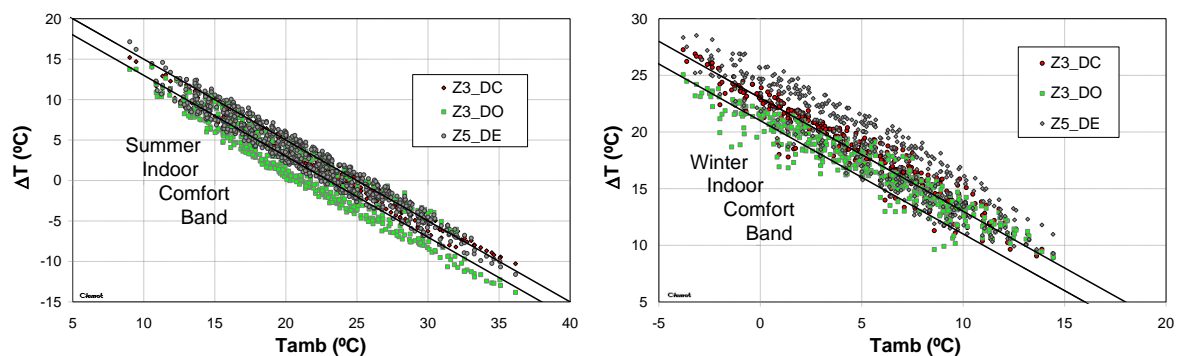 20
15
10
5
0
-5
-10
-15
5 10 15 20 25 30 35 40
ΔT (ºC)
Tamb (ºC)
Z3_DC
Z3_DO
Z5_DE
Summer
Indoor
Comfort
Band
30
25
20
15
10
5
-5 0 5 10 15 20
ΔT (ºC)
Tamb (ºC)
Z3_DC
Z3_DO
Z5_DE
Winter
Indoor
Comfort
Band